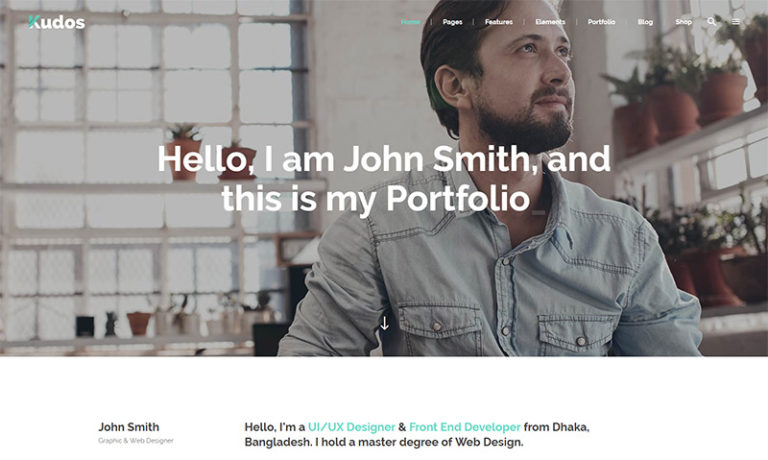 Kudos
Home | Pages | Features | Elements | Portfolio | Blog | Shop
Hello, I am John Smith, and
this is my Portfolio _
John Smith
Graphic & Web Designer
Hello, I'm a UI/UX Designer & Front End Developer from Dhaka,
Bangladesh. I hold a master degree of Web Design.